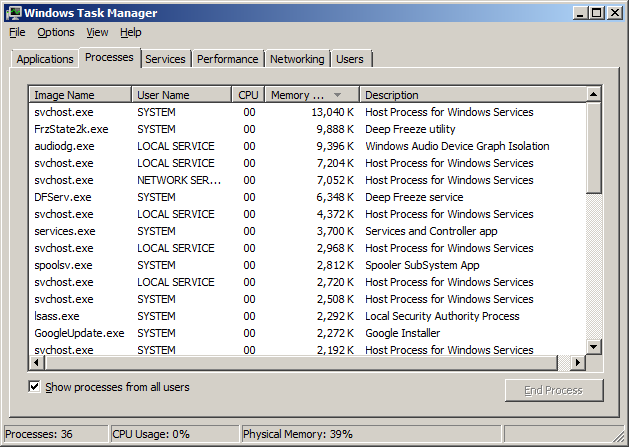 Windows Task Manager
File Options View Help
Applications Processes Services Performance Networking Users
Image Name User Name CPU Memory ... Description
svchost.exe SYSTEM 00 13,040 K Host Process for Windows Services
FrzState2k.exe SYSTEM 00 9,888 K Deep Freeze utility
audiodg.exe LOCAL SERVICE 00 9,396 K Windows Audio Device Graph Isolation
svchost.exe LOCAL SERVICE 00 7,204 K Host Process for Windows Services
svchost.exe NETWORK SER... 00 7,052 K Host Process for Windows Services
DFServ.exe SYSTEM 00 6,348 K Deep Freeze service
svchost.exe LOCAL SERVICE 00 4,372 K Host Process for Windows Services
services.exe SYSTEM 00 3,700 K Services and Controller app
svchost.exe LOCAL SERVICE 00 2,968 K Host Process for Windows Services
spoolsv.exe SYSTEM 00 2,812 K Spooler SubSystem App
svchost.exe LOCAL SERVICE 00 2,720 K Host Process for Windows Services
svchost.exe SYSTEM 00 2,508 K Host Process for Windows Services
lsass.exe SYSTEM 00 2,292 K Local Security Authority Process
GoogleUpdate.exe SYSTEM 00 2,272 K Google Installer
svchost.exe SYSTEM 00 2,192 K Host Process for Windows Services
Show processes from all users
End Process
Processes: 36 CPU Usage: 0% Physical Memory: 39%